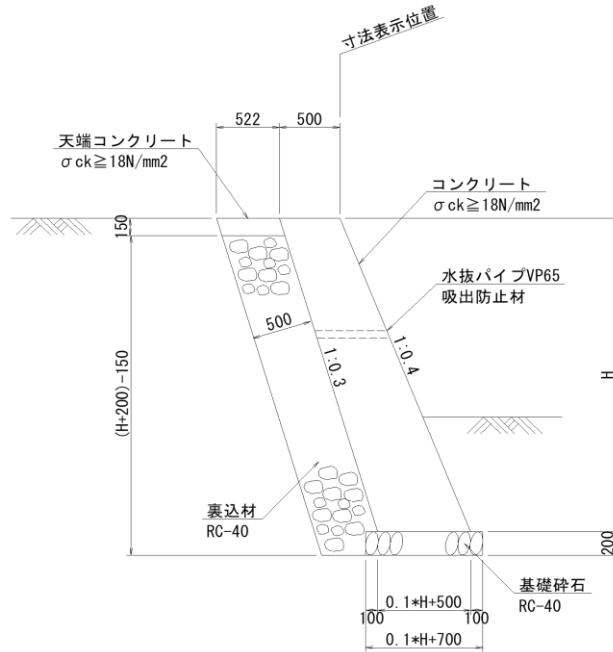 寸法表示位置
522
500
天端コンクリート
σck≧18N/mm2
コンクリート
σck≧18N/mm2
150
水抜パイプVP65
吸出防止材
500
1:0.3
1:0.4
H
(H+200)-150
裏込材
RC-40
200
基礎砕石
RC-40
0.1*H+500
100
100
0.1*H+700